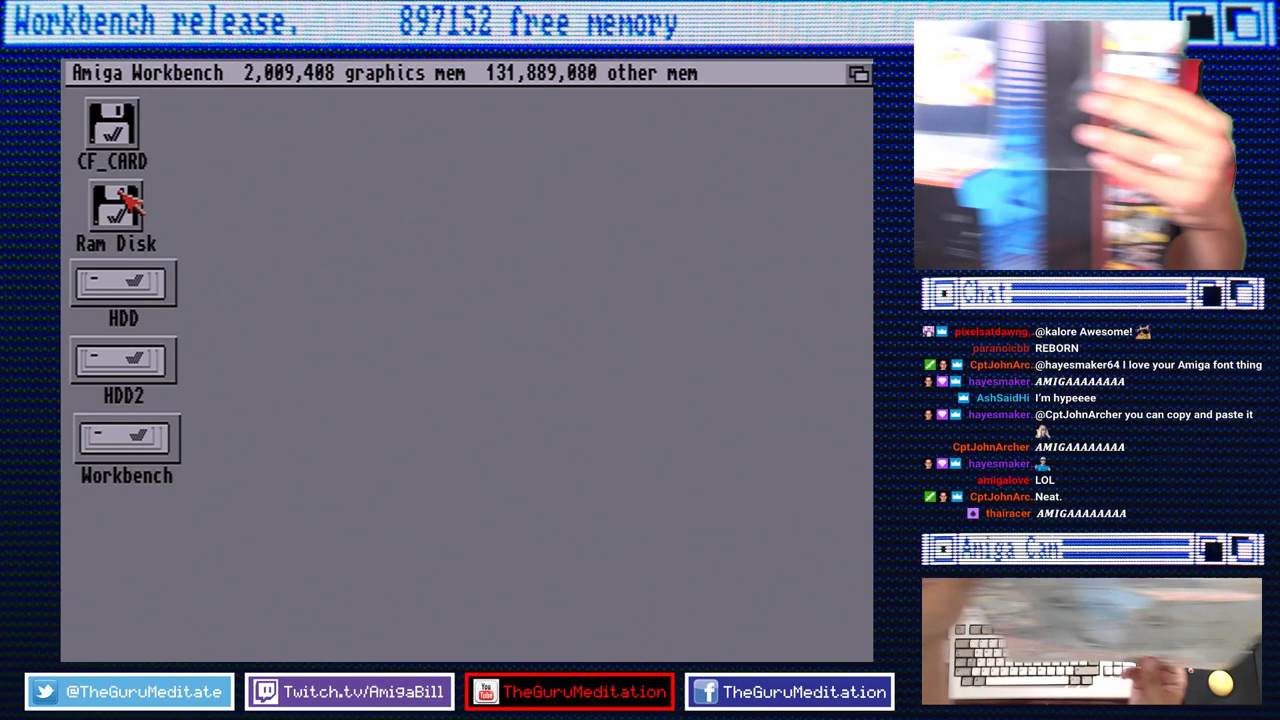 Workbench release. 897152 free memory
Amiga Workbench 2,009,408 graphics mem 131,889,080 other mem
CF_CARD
Ram Disk
HDD
HDD2
Workbench
Chat
pixelsatdawng.. @kalore Awesome!
paranoicbb REBORN
CptJohnArc.. @hayesmaker64 I love your Amiga font thing
hayesmaker.. AMIGAAAAAAAA
AshSaidHi I'm hypeeee
hayesmaker.. @CptJohnArcher you can copy and paste it
CptJohnArcher AMIGAAAAAAAA
hayesmaker..
amigalove LOL
CptJohnArc.. Neat.
thairacer AMIGAAAAAAAA
Amiga Cam
@TheGuruMeditate
Twitch.tv/AmigaBill
You Tube TheGuruMeditation
TheGuruMeditation